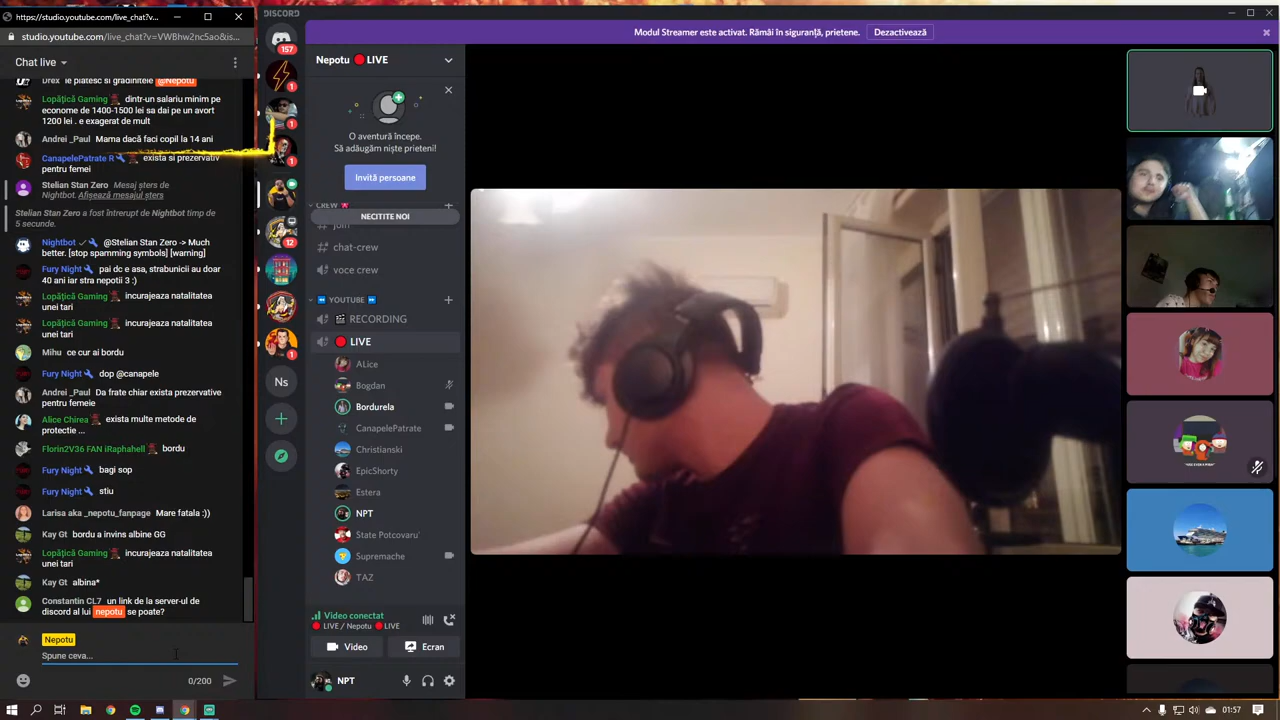 https://studio.youtube.com/live_chat?v...
studio.youtube.com/live_chat?v=VWBhw2nc5ao&is...
Chat live
Drex le platesc si gradinitele @Nepotu
Lopățică Gaming dintr-un salariu minim pe
econome de 1400-1500 lei sa dai pe un avort
1200 lei . e exagerat de mult
Andrei _Paul Mama dacă faci copil la 14 ani
CanapelePatrate R exista si prezervativ
pentru femei
Stelian Stan Zero Mesaj șters de
Nightbot Afișează mesajul șters
Stelian Stan Zero a fost întrerupt de Nightbot timp de
5 secunde.
Nightbot @Stelian Stan Zero -> Much
better. [stop spamming symbols] [warning]
Fury Night pai dc e asa, strabunicii au doar
40 ani iar stra nepotii 3 :)
Lopățică Gaming incurajeaza natalitatea
unei tari
Lopățică Gaming incurajeaza natalitatea
unei tari
Mihu ce cur ai bordu
Fury Night dop @canapele
Andrei _Paul Da frate chiar exista prezervativ
pentru femeie
Alice Chirea exista multe metode de
protectie ...
Florin2V36 FAN iRaphahell bordu
Fury Night bagi sop
Fury Night stiu
Larisa aka _nepotu_fanpage Mare fatala :))
Kay Gt bordu a invins albine GG
Lopățică Gaming incurajeaza natalitatea
unei tari
Kay Gt albina*
Constantin CL7 un link de la server-ul de
discord al lui nepotu se poate?
Nepotu
Spune ceva...
0/200
DISCORD
Modul Streamer este activat. Rămâi în siguranță, prietene.
Dezactivează
157
1
1
1
12
1
Ns
Nepotu LIVE
O aventură începe.
Să adăugăm niște prieteni!
Invită persoane
CREW
NECITITE NOI
join
# chat-crew
voce crew
YOUTUBE
RECORDING
LIVE
ALice
Bogdan
Bordurela
CanapelePatrate
Christianski
EpicShorty
Estera
NPT
State Potcovaru'
Supremache
TAZ
Video conectat
LIVE / Nepotu LIVE
Video
Ecran
NPT
01:57